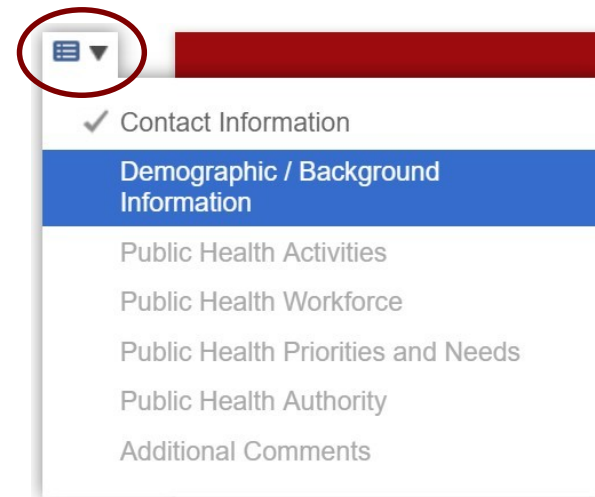 Contact Information
Demographic / Background
Information
Public Health Activities
Public Health Workforce
Public Health Priorities and Needs
Public Health Authority
Additional Comments